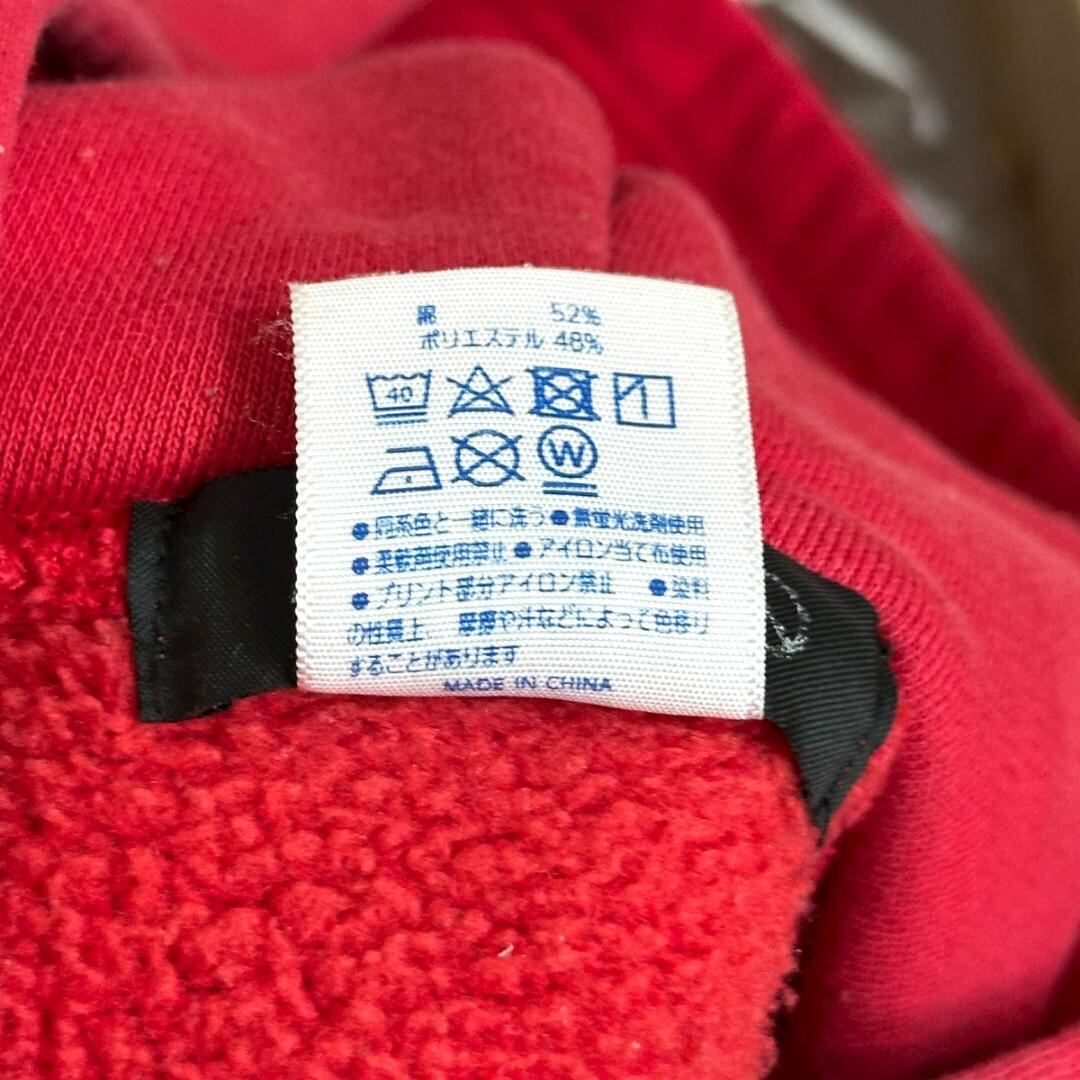 綿 52%
ポリエステル 48%
40
W
●同系色と一緒に洗う ●無蛍光洗剤使用
●柔軟剤使用禁止 ●アイロン当て布使用
●プリント部分アイロン禁止 ●染料
の性質上、摩擦や汗などによって色移り
することがあります
MADE IN CHINA